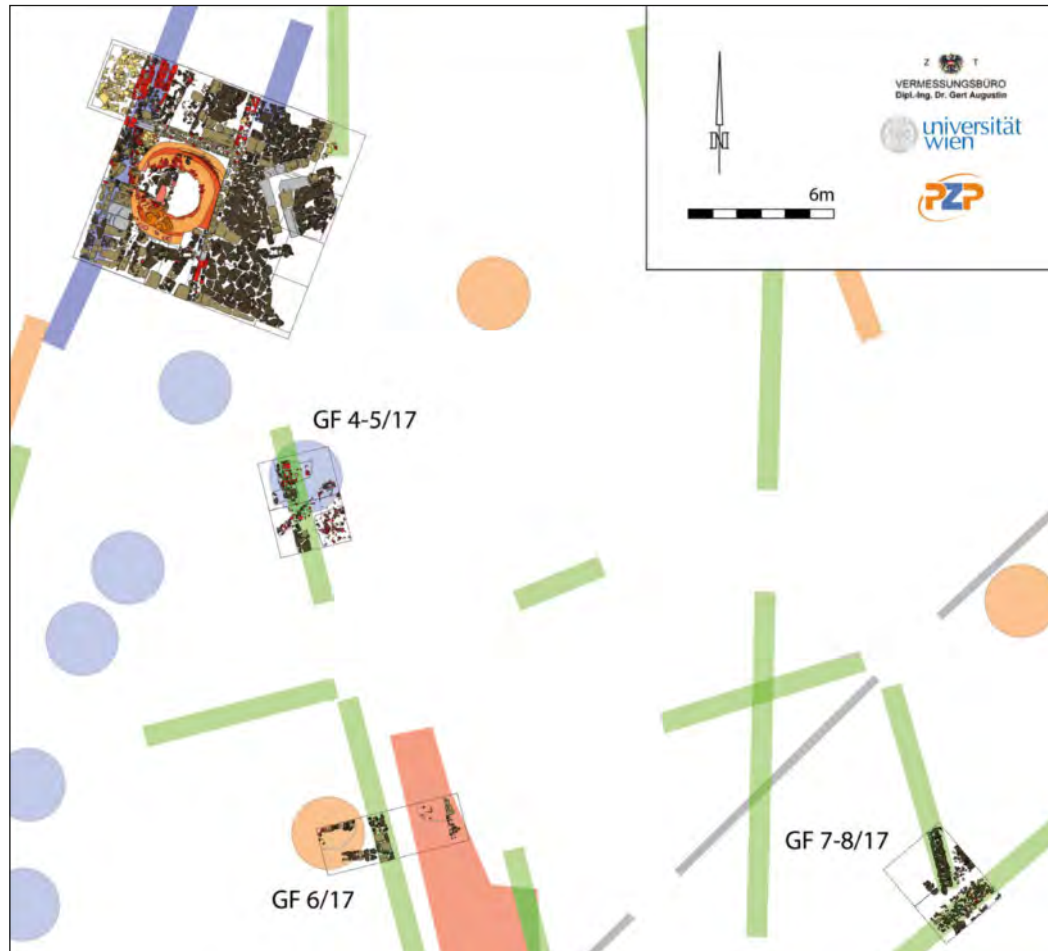 Z T
VERMESSUNGSBÜRO
Dipl.-Ing. Dr. Gert Augustin
universität
wien
N
6m
PZP
GF 4-5/17
GF 7-8/17
GF 6/17